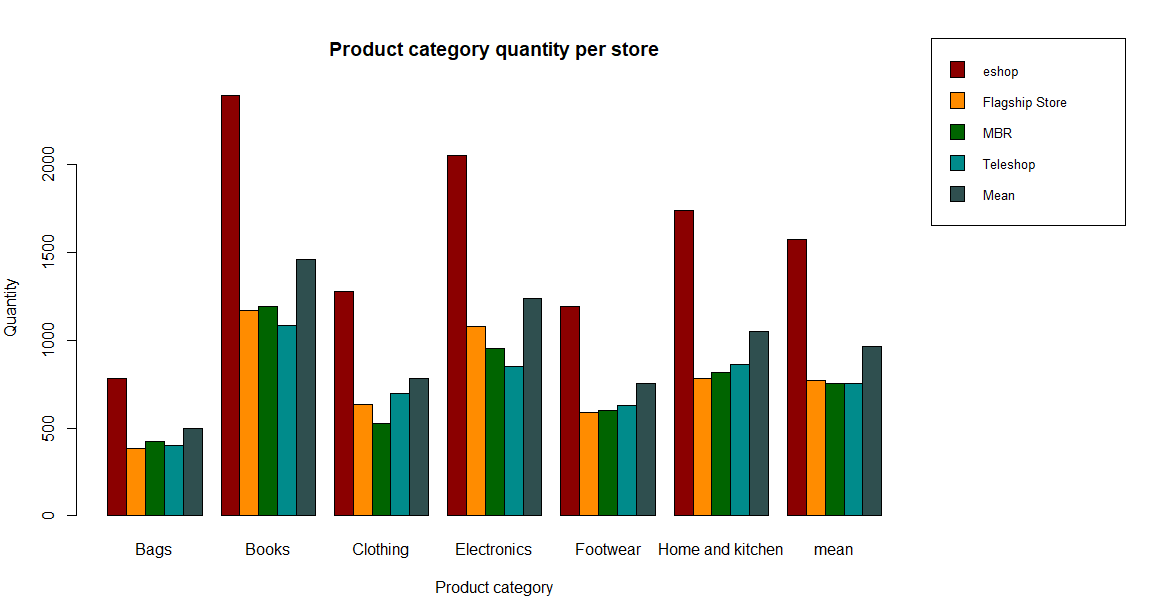 Product category quantity per store
eshop
Flagship Store
MBR
Teleshop
Mean
Quantity
2000
1500
1000
500
0
Bags Books Clothing Electronics Footwear Home and kitchen mean
Product category